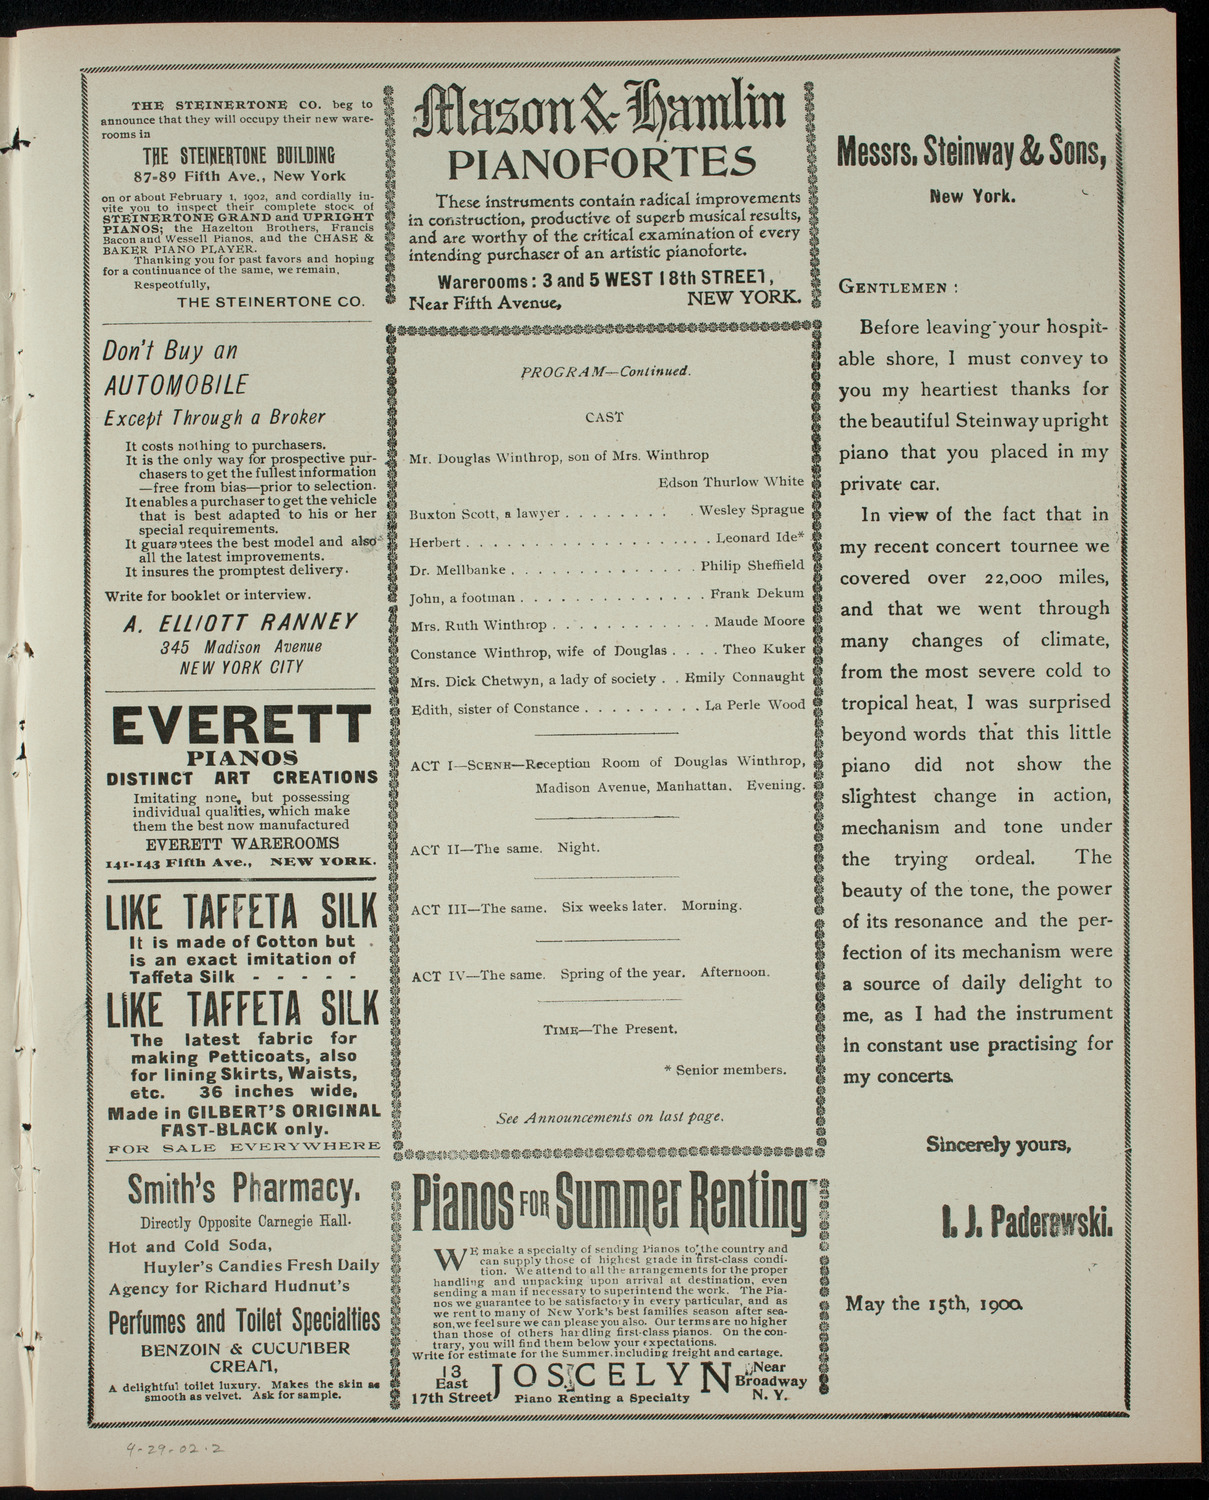 THE STEINERTONE CO. beg to
announce that they will occupy their new ware-
rooms in
THE STEINERTONE BUILDING
87-89 Fifth Ave., New York
on or about February 1, 1902, and cordially in-
vite you to inspect their complete stock of
STEINERTONE GRAND and UPRIGHT
PIANOS; the Hazelton Brothers, Francis
Bacon and Wessell Pianos, and the CHASE &
BAKER PIANO PLAYER.
Thanking you for past favors and hoping
for a continuance of the same, we remain,
Respectfully,
THE STEINERTONE CO.
Don't Buy an
AUTOMOBILE
Except Through a Broker
It costs nothing to purchasers.
It is the only way for prospective pur-
chasers to get the fullest information
—free from bias—prior to selection.
It enables a purchaser to get the vehicle
that is best adapted to his or her
special requirements.
It guarantees the best model and also
all the latest improvements.
It insures the promptest delivery.
Write for booklet or interview.
A. ELLIOTT RANNEY
345 Madison Avenue
NEW YORK CITY
EVERETT
PIANOS
DISTINCT ART CREATIONS
Imitating none, but possessing
individual qualities, which make
them the best now manufactured
EVERETT WAREROOMS
141-143 Fifth Ave., NEW YORK.
LIKE TAFFETA SILK
It is made of Cotton but
is an exact imitation of
Taffeta Silk - - - - -
LIKE TAFFETA SILK
The latest fabric for
making Petticoats, also
for lining Skirts, Waists,
etc. 36 inches wide,
Made in GILBERT'S ORIGINAL
FAST-BLACK only.
FOR SALE EVERYWHERE
Smith's Pharmacy,
Directly Opposite Carnegie Hall.
Hot and Cold Soda,
Huyler's Candies Fresh Daily
Agency for Richard Hudnut's
Perfumes and Toilet Specialties
BENZOIN & CUCUMBER
CREAM,
A delightful toilet luxury. Makes the skin as
smooth as velvet. Ask for sample.
Mason & Hamlin
PIANOFORTES
These instruments contain radical improvements
in construction, productive of superb musical results,
and are worthy of the critical examination of every
intending purchaser of an artistic pianoforte.
Warerooms: 3 and 5 WEST 18th STREET,
Near Fifth Avenue, NEW YORK.
PROGRAM—Continued.
CAST
Mr. Douglas Winthrop, son of Mrs. Winthrop
Edson Thurlow White
Buxton Scott, a lawyer . . . . . . . . . Wesley Sprague
Herbert . . . . . . . . . . . . . . . . . . . Leonard Ide*
Dr. Mellbanke . . . . . . . . . . . . . . Philip Sheffield
John, a footman . . . . . . . . . . . . . . Frank Dekum
Mrs. Ruth Winthrop . . . . . . . . . . . . Maude Moore
Constance Winthrop, wife of Douglas . . . . Theo Kuker
Mrs. Dick Chetwyn, a lady of society . . Emily Connaught
Edith, sister of Constance . . . . . . . . . La Perle Wood
ACT I—SCENE—Reception Room of Douglas Winthrop,
Madison Avenue, Manhattan. Evening.
ACT II—The same. Night.
ACT III—The same. Six weeks later. Morning.
ACT IV—The same. Spring of the year. Afternoon.
TIME—The Present.
* Senior members.
See Announcements on last page.
Pianos FOR Summer Renting
WE make a specialty of sending Pianos to the country and
can supply those of highest grade in first-class condi-
tion. We attend to all the arrangements for the proper
handling and unpacking upon arrival at destination, even
sending a man if necessary to superintend the work. The Pia-
nos we guarantee to be satisfactory in every particular, and as
we rent to many of New York's best families season after sea-
son, we feel sure we can please you also. Our terms are no higher
than those of others handling first-class pianos. On the con-
trary, you will find them below your expectations.
Write for estimate for the Summer, including freight and cartage.
13 East 17th Street
JOSCELYN
Near Broadway N. Y.
Piano Renting a Specialty
Messrs. Steinway & Sons,
New York.
GENTLEMEN:
Before leaving your hospit-
able shore, I must convey to
you my heartiest thanks for
the beautiful Steinway upright
piano that you placed in my
private car.
In view of the fact that in
my recent concert tournee we
covered over 22,000 miles,
and that we went through
many changes of climate,
from the most severe cold to
tropical heat, I was surprised
beyond words that this little
piano did not show the
slightest change in action,
mechanism and tone under
the trying ordeal. The
beauty of the tone, the power
of its resonance and the per-
fection of its mechanism were
a source of daily delight to
me, as I had the instrument
in constant use practising for
my concerts.
Sincerely yours,
I. J. Paderewski.
May the 15th, 1900.
4-29-02.2